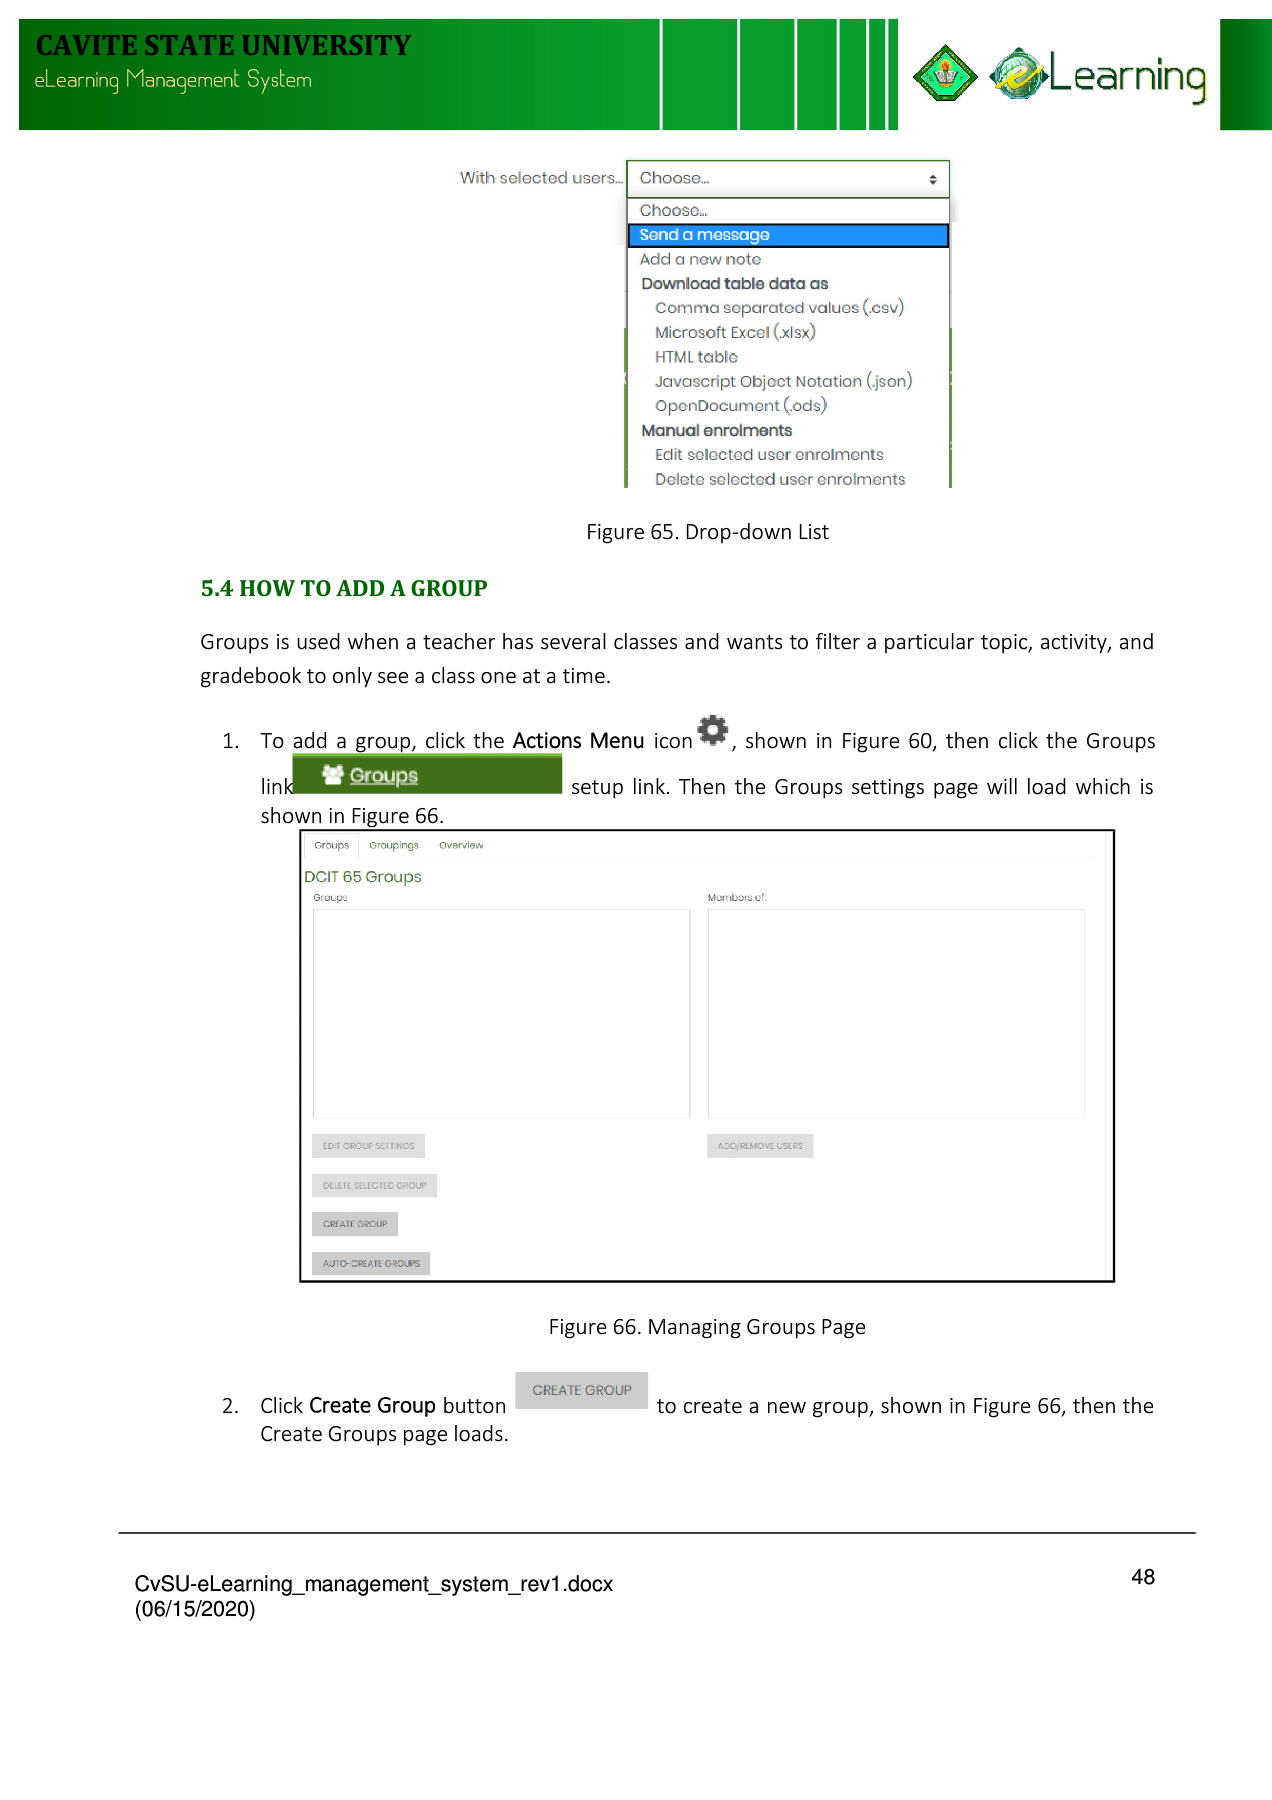 CAVITE STATE UNIVERSITY
eLearning Management System
eLearning
With selected users... Choose...
Choose...
Send a message
Add a new note
Download table data as
Comma separated values (.csv)
Microsoft Excel (.xlsx)
HTML table
Javascript Object Notation (.json)
OpenDocument (.ods)
Manual enrolments
Edit selected user enrolments
Delete selected user enrolments
Figure 65. Drop-down List
5.4 HOW TO ADD A GROUP
Groups is used when a teacher has several classes and wants to filter a particular topic, activity, and
gradebook to only see a class one at a time.
1. To add a group, click the Actions Menu icon , shown in Figure 60, then click the Groups
link Groups setup link. Then the Groups settings page will load which is
shown in Figure 66.
Groups Groupings Overview
DCIT 65 Groups
Groups Members of:
EDIT GROUP SETTINGS ADD/REMOVE USERS
DELETE SELECTED GROUP
CREATE GROUP
AUTO-CREATE GROUPS
Figure 66. Managing Groups Page
2. Click Create Group button CREATE GROUP to create a new group, shown in Figure 66, then the
Create Groups page loads.
CvSU-eLearning_management_system_rev1.docx 48
(06/15/2020)